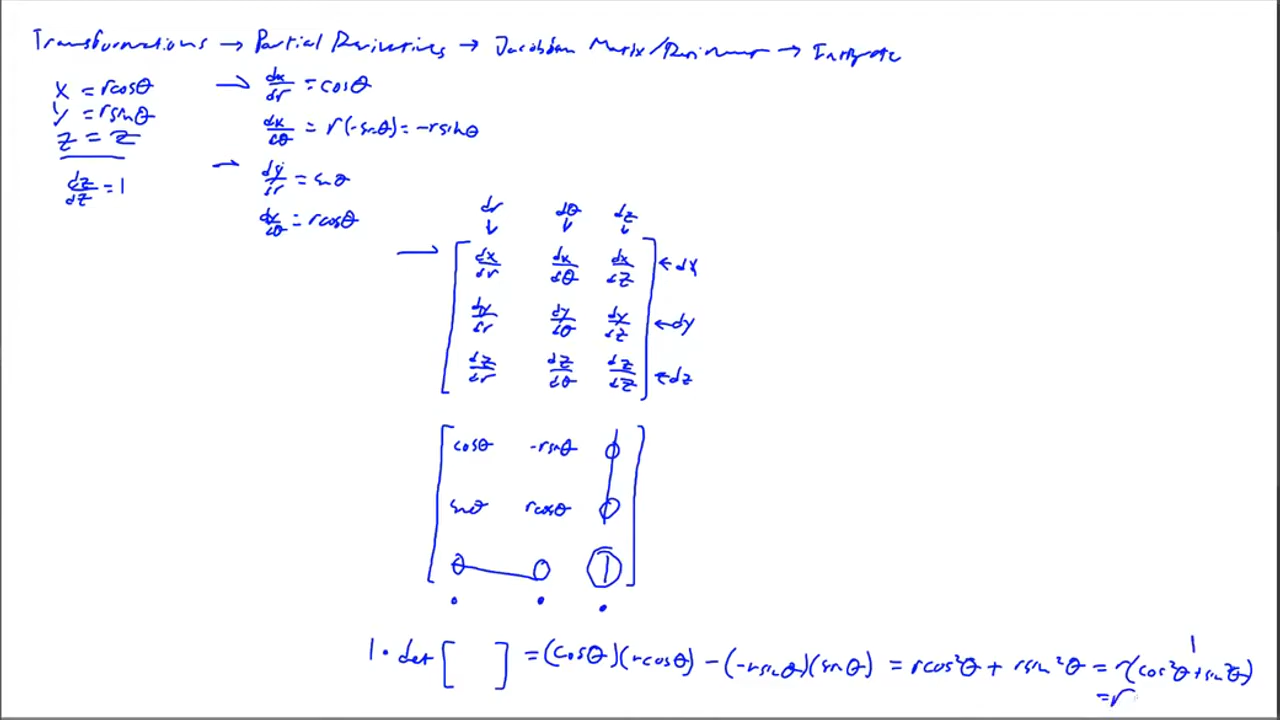 Transformations → Partial Derivatives → Jacobian Matrix/Determinant → Integrate
x = rcosθ → dx/dr = cosθ
y = rsinθ
z = z
dx/dθ = r(-sinθ) = -rsinθ
→ dy/dr = sinθ
dz/dz = 1
dy/dθ = rcosθ
dr dθ dz
↓ ↓ ↓
→ [ dx/dr dx/dθ dx/dz ] ← dx
dy/dr dy/dθ dy/dz ← dy
dz/dr dz/dθ dz/dz ← dz
[ cosθ -rsinθ 0 ]
sinθ rcosθ 0
0 0 1
1 · det [ ] = (cosθ)(rcosθ) - (-rsinθ)(sinθ) = rcos²θ + rsin²θ = r(cos²θ + sin²θ)
1
= r